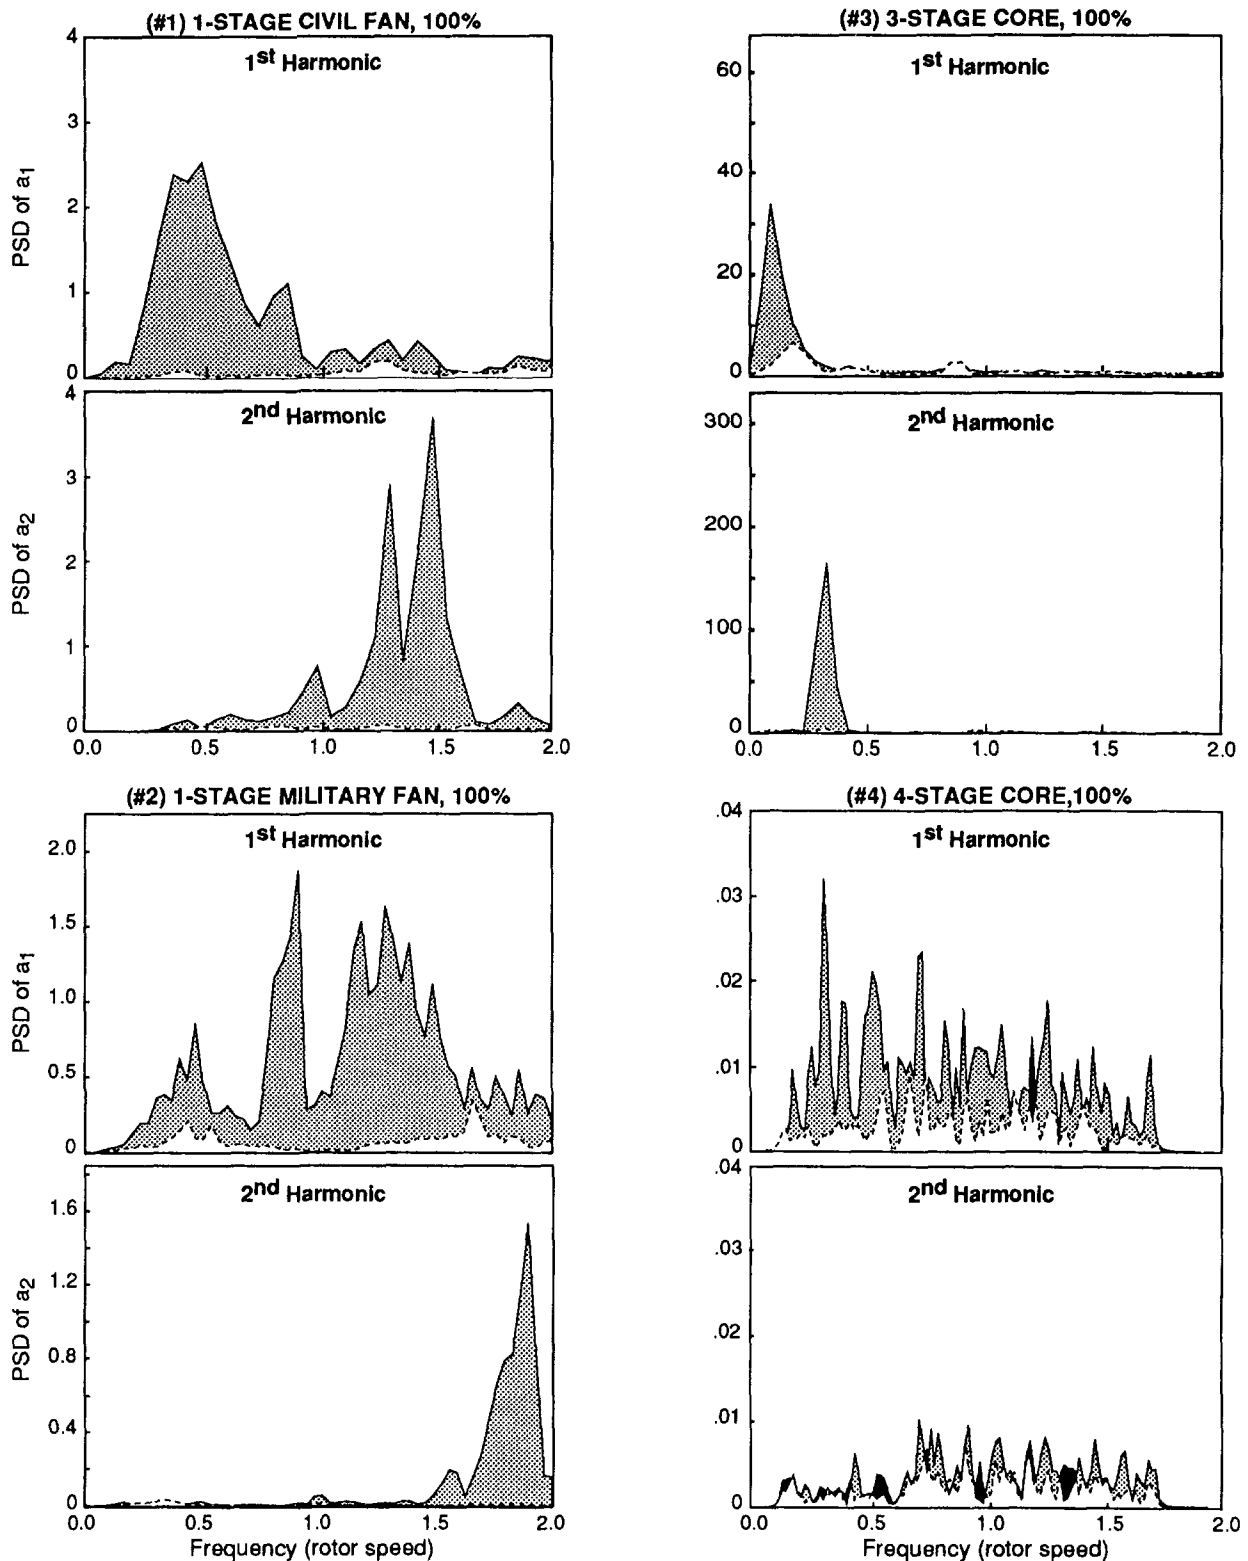 (#1) 1-STAGE CIVIL FAN, 100%
1st Harmonic
4
3
2
1
0
PSD of a1
2nd Harmonic
4
3
2
1
0
PSD of a2
0.0 0.5 1.0 1.5 2.0
(#3) 3-STAGE CORE, 100%
1st Harmonic
60
40
20
0
2nd Harmonic
300
200
100
0
0.0 0.5 1.0 1.5 2.0
(#2) 1-STAGE MILITARY FAN, 100%
1st Harmonic
2.0
1.5
1.0
0.5
0
PSD of a1
2nd Harmonic
1.6
1.2
0.8
0.4
0
PSD of a2
0.0 0.5 1.0 1.5 2.0
Frequency (rotor speed)
(#4) 4-STAGE CORE,100%
1st Harmonic
.04
.03
.02
.01
0
2nd Harmonic
.04
.03
.02
.01
0
0.0 0.5 1.0 1.5 2.0
Frequency (rotor speed)